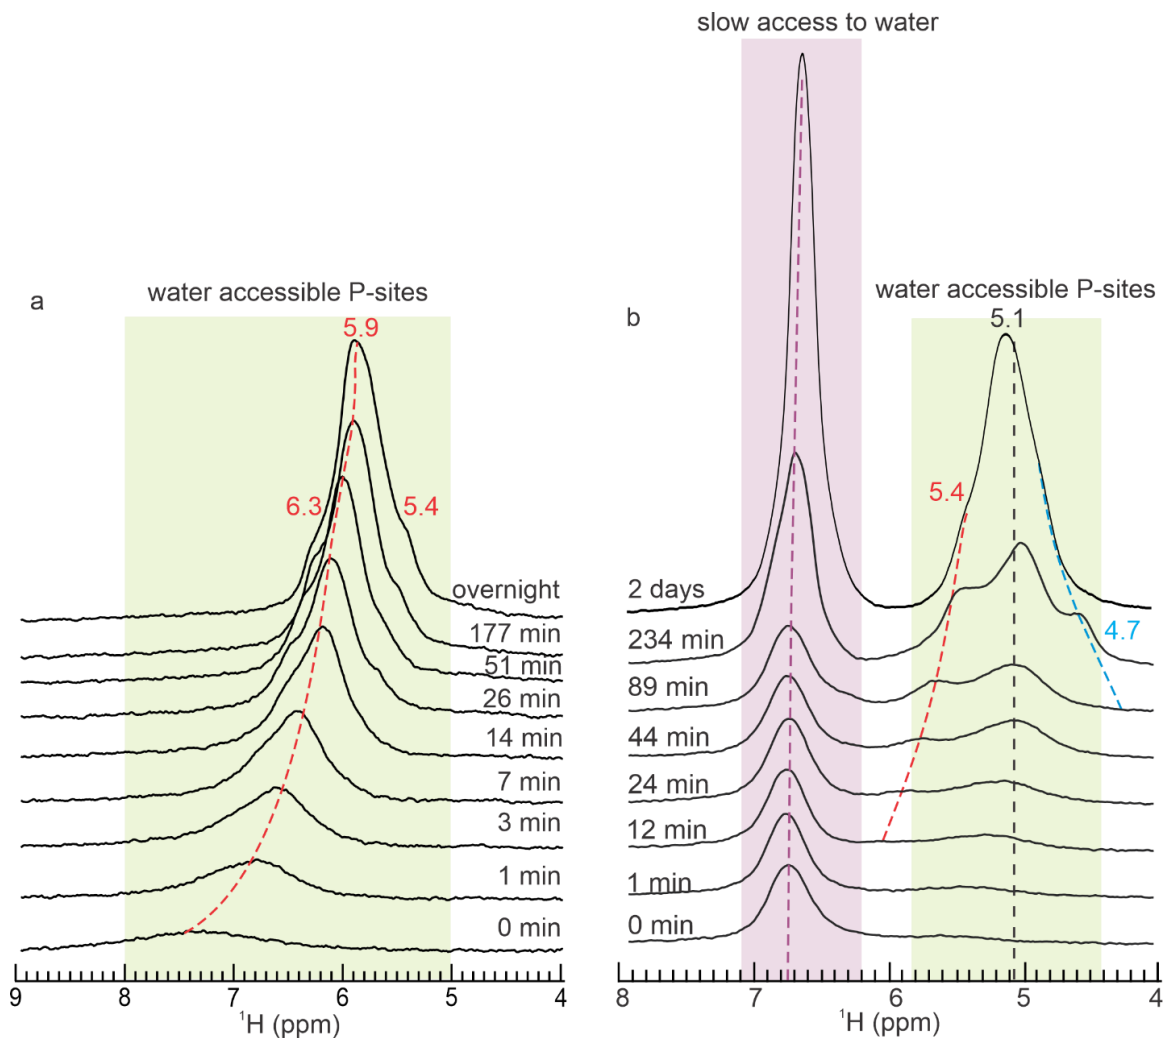 slow access to water
a
water accessible P-sites
5.9
6.3
5.4
overnight
177 min
51 min
26 min
14 min
7 min
3 min
1 min
0 min
9
8
7
6
5
4
¹H (ppm)
b
water accessible P-sites
5.1
5.4
4.7
2 days
234 min
89 min
44 min
24 min
12 min
1 min
0 min
8
7
6
5
4
¹H (ppm)